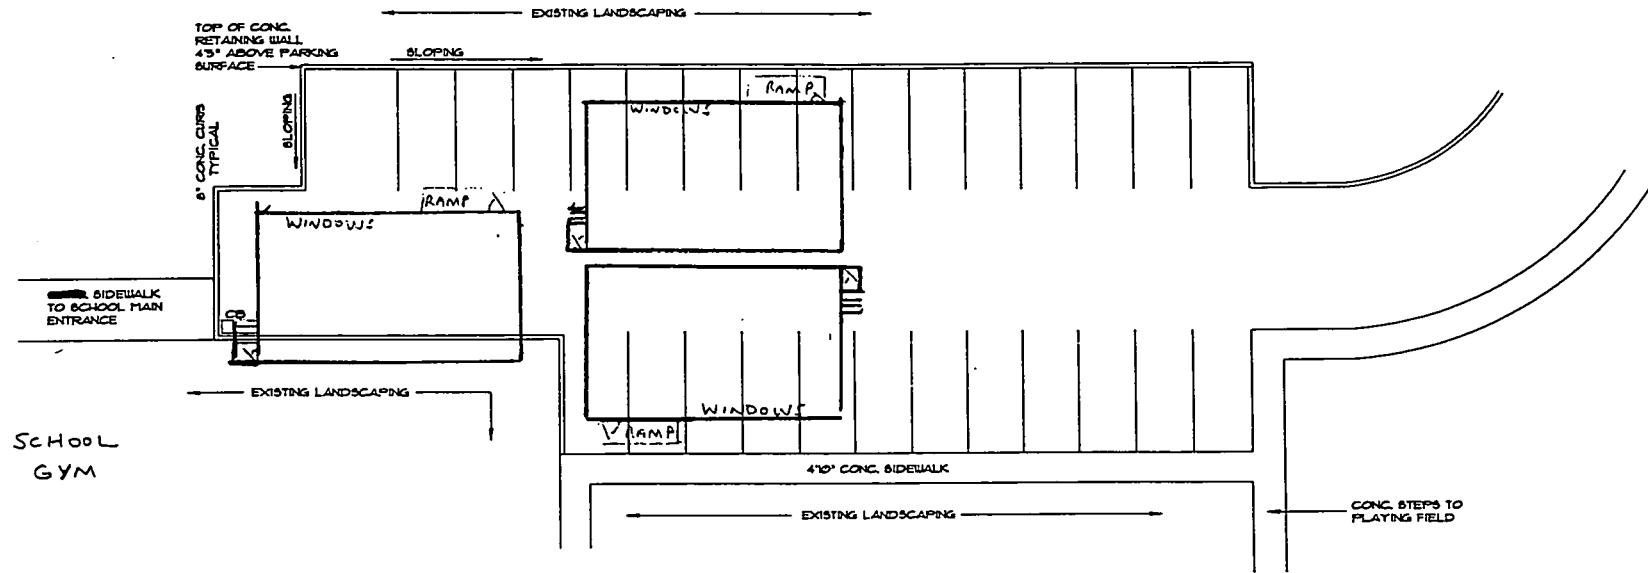 EXISTING LANDSCAPING
TOP OF CONC.
RETAINING WALL
4'3" ABOVE PARKING
SURFACE
SLOPING
8" CONC. CURB
TYPICAL
SLOPING
RAMP
WINDOWS
RAMP
WINDOWS
SIDEWALK
TO SCHOOL MAIN
ENTRANCE
CB
EXISTING LANDSCAPING
WINDOWS
RAMP
SCHOOL
GYM
4'10" CONC. SIDEWALK
EXISTING LANDSCAPING
CONC. STEPS TO
PLAYING FIELD